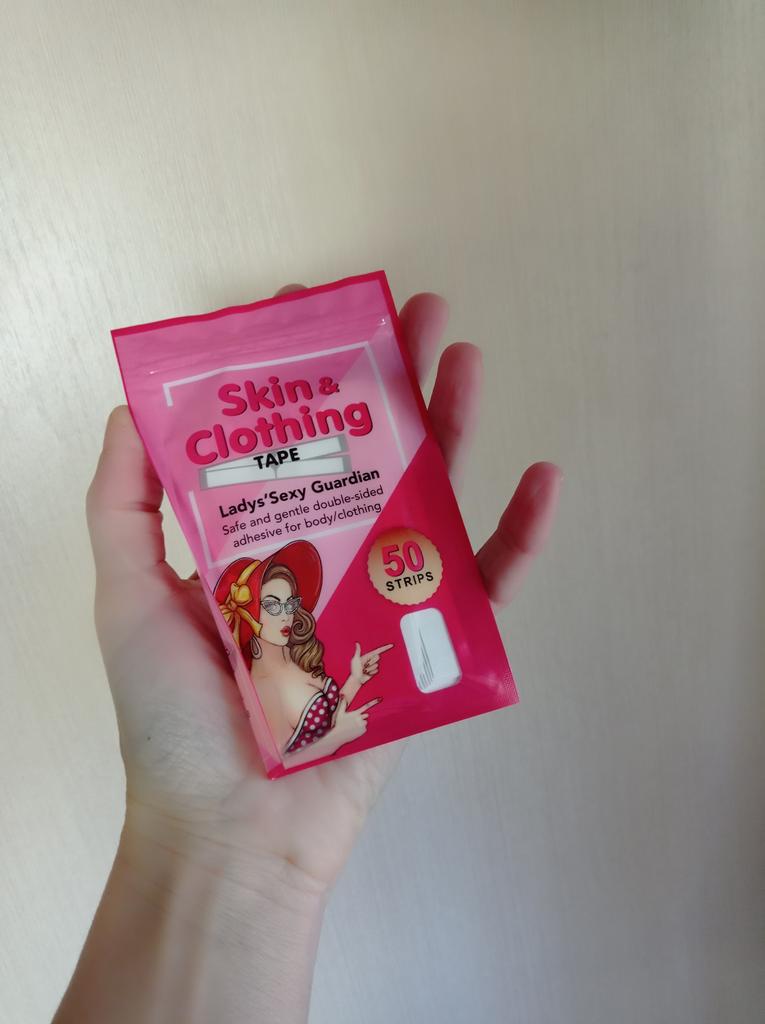 Skin &
Clothing
TAPE
Ladys'Sexy Guardian
Safe and gentle double-sided
adhesive for body/clothing
50
STRIPS